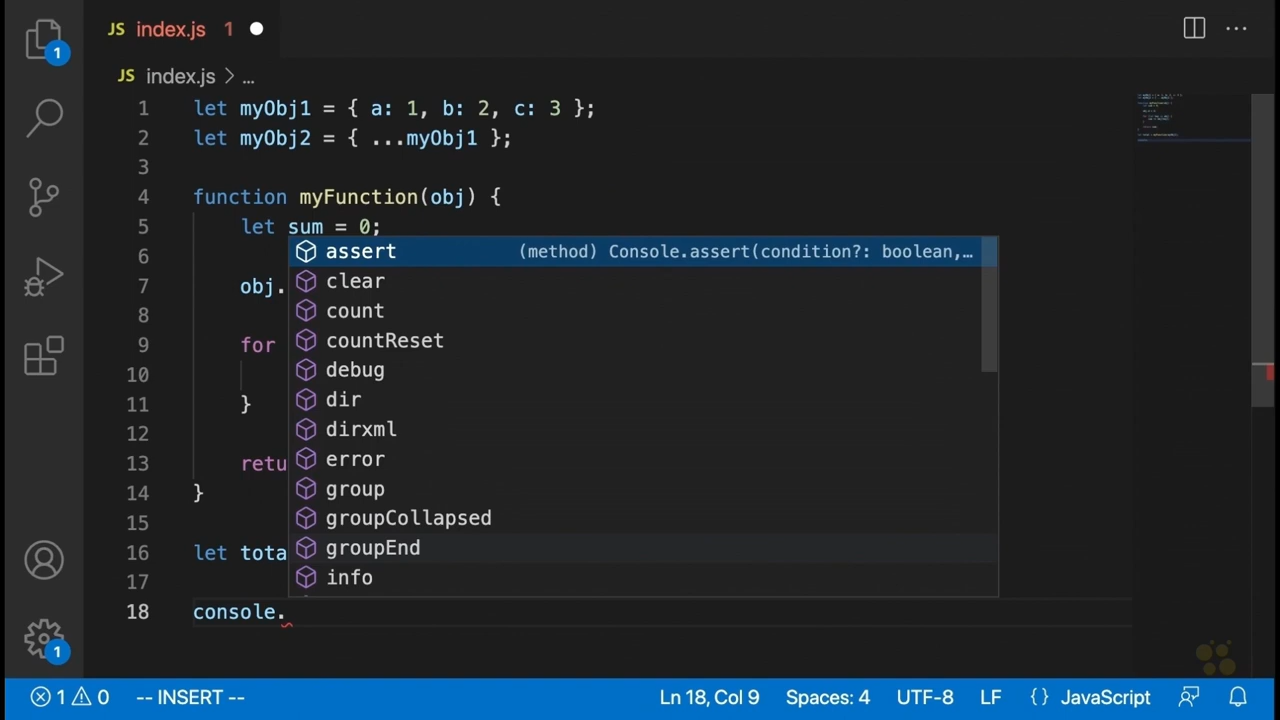 JS index.js 1
1
JS index.js > ...
1 let myObj1 = { a: 1, b: 2, c: 3 };
2 let myObj2 = { ...myObj1 };
3
4 function myFunction(obj) {
5 let sum = 0;
6
assert (method) Console.assert(condition?: boolean,…
clear
7 obj.
count
8
countReset
9 for
debug
10
dir
11 }
dirxml
12
error
13 retu
group
14 }
groupCollapsed
15
groupEnd
16 let tota
info
17
18 console.
1
1 0 -- INSERT -- Ln 18, Col 9 Spaces: 4 UTF-8 LF {} JavaScript